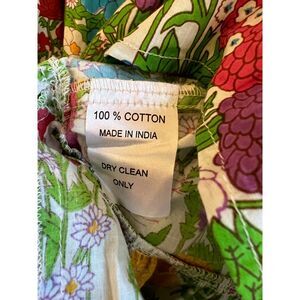 100 % COTTON
MADE IN INDIA
DRY CLEAN
ONLY